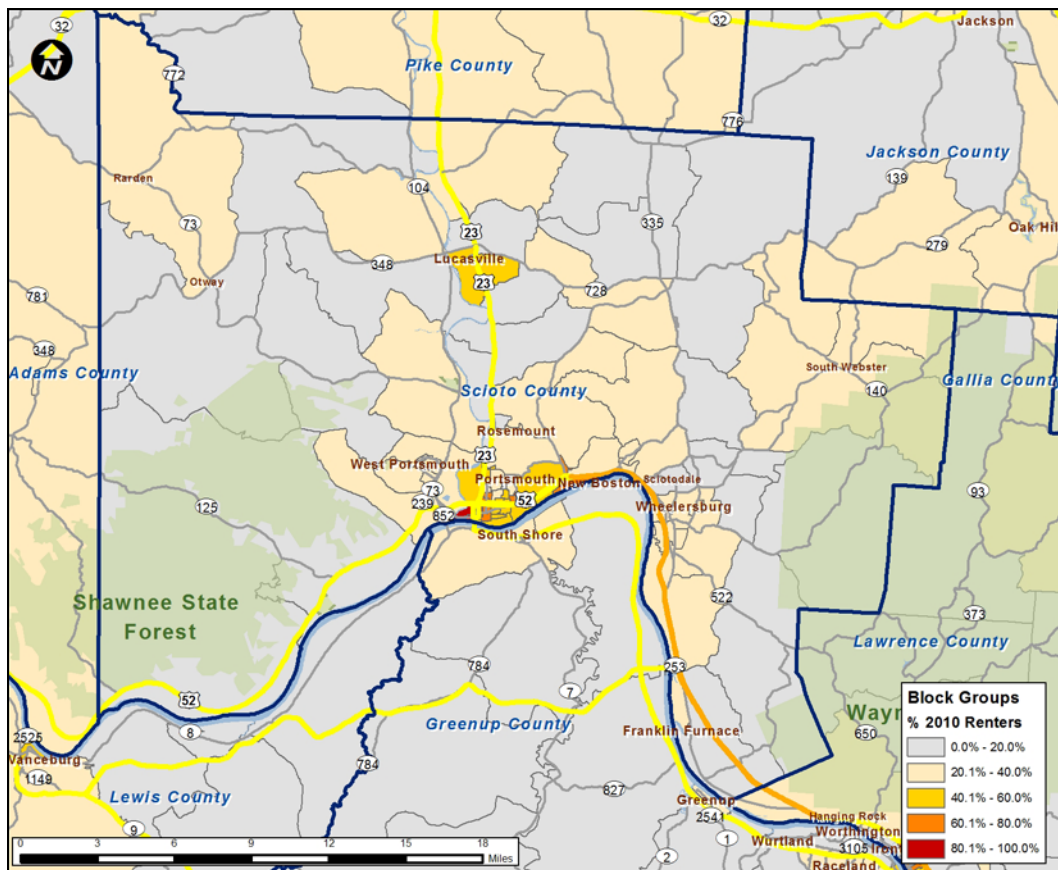 32
32
Jackson
N
Pike County
772
776
Jackson County
139
Rarden
104
73
335
Oak Hil
23
279
Lucasville
348
23
728
Otway
781
348
Adams County
South Webster
Scioto County
140
Gallia Count
Rosemount
23
West Portsmouth
Portsmouth
New Boston
Sciotodale
73
239
52
852
Wheelersburg
93
125
South Shore
522
Shawnee State
Forest
373
Lawrence County
784
253
7
52
Greenup County
Block Groups
% 2010 Renters
0.0% - 20.0%
20.1% - 40.0%
40.1% - 60.0%
60.1% - 80.0%
80.1% - 100.0%
Wayn
2525
8
Franklin Furnace
650
Vanceburg
1149
784
Lewis County
827
Greenup
2541
Hanging Rock
9
Worthington
1
Wurtland
3105
Iront
2
Raceland
0 3 6 9 12 15 18
Miles